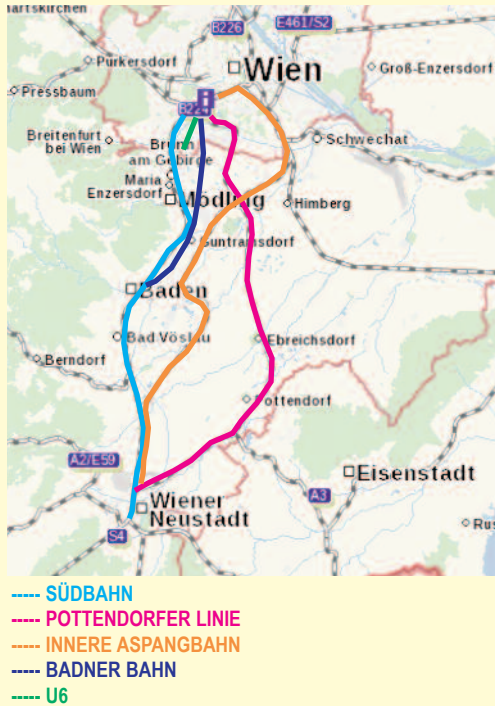 hartskirchen
B226
E461/S2
Purkersdorf
Wien
Groß-Enzersdorf
Pressbaum
B224
Breitenfurt
bei Wien
Brunn
am Gebirge
Schwechat
Maria
Enzersdorf
Mödling
Himberg
Guntramsdorf
Baden
Bad Vöslau
Ebreichsdorf
Berndorf
Pottendorf
A2/E59
Eisenstadt
A3
Wiener
Neustadt
S4
Rus
----- SÜDBAHN
----- POTTENDORFER LINIE
----- INNERE ASPANGBAHN
----- BADNER BAHN
----- U6